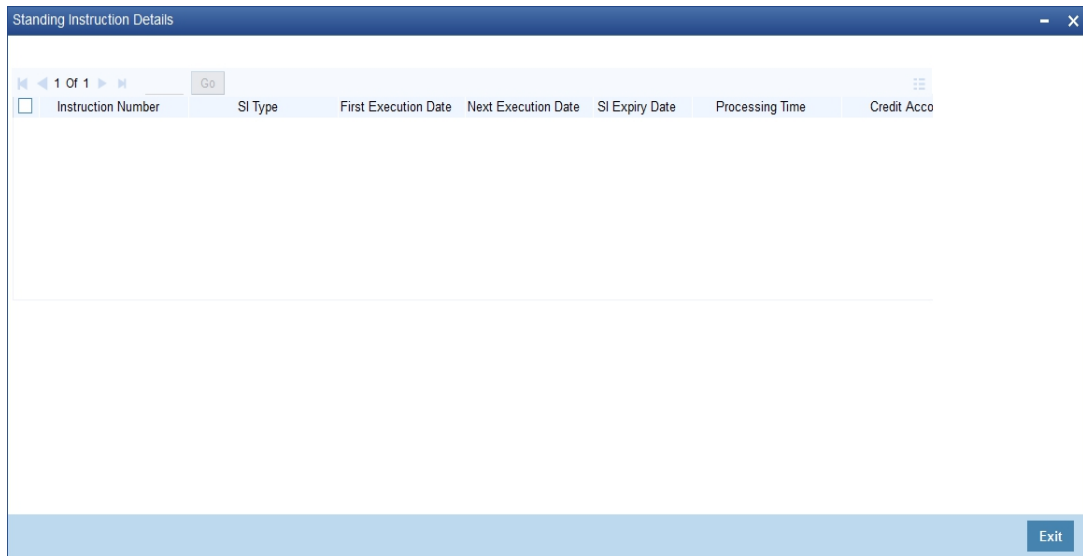 Standing Instruction Details
1 Of 1 Go
Instruction Number SI Type First Execution Date Next Execution Date SI Expiry Date Processing Time Credit Acco
Exit